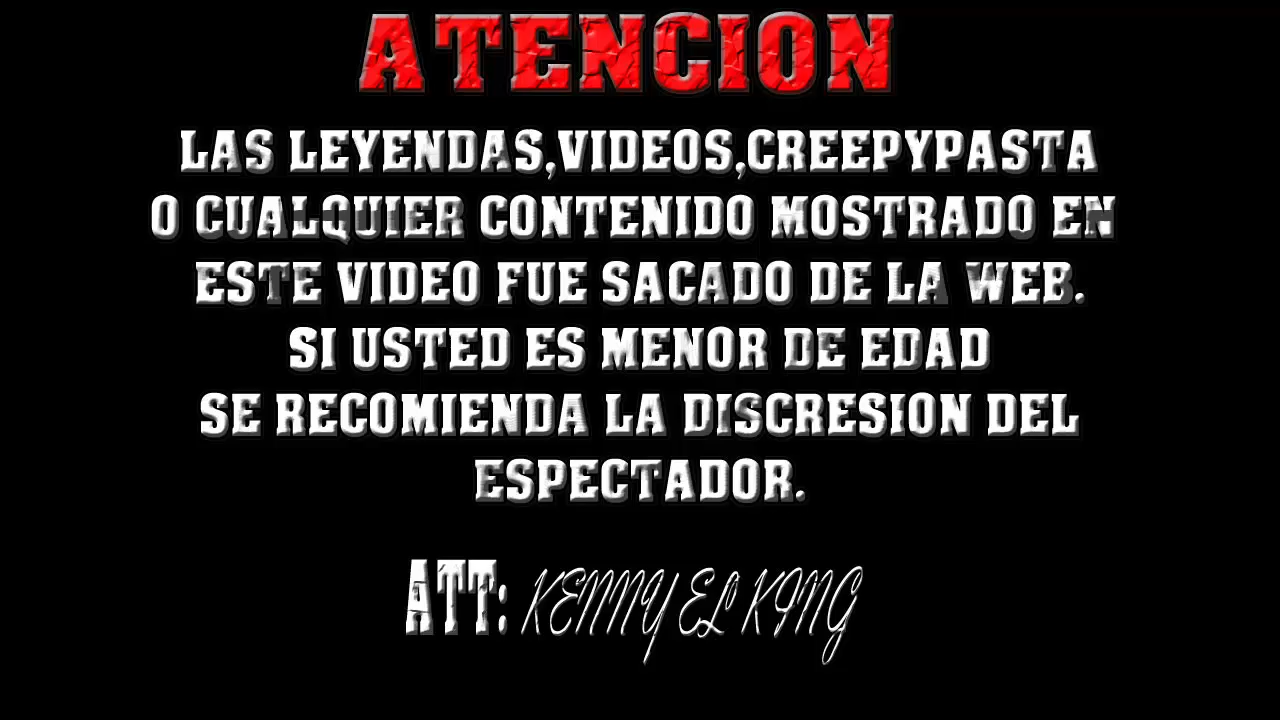 ATENCION
LAS LEYENDAS,VIDEOS,CREEPYPASTA
O CUALQUIER CONTENIDO MOSTRADO EN
ESTE VIDEO FUE SACADO DE LA WEB.
SI USTED ES MENOR DE EDAD
SE RECOMIENDA LA DISCRESION DEL
ESPECTADOR.
ATT: KENNY EL KING